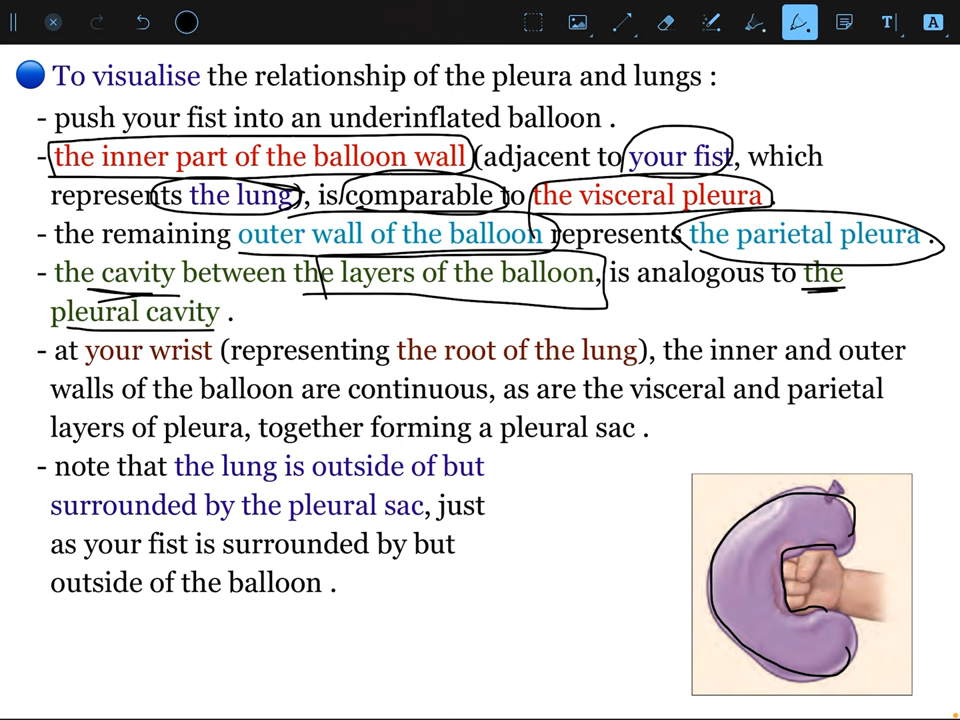 To visualise the relationship of the pleura and lungs :
- push your fist into an underinflated balloon .
- the inner part of the balloon wall (adjacent to your fist, which
represents the lung), is comparable to the visceral pleura .
- the remaining outer wall of the balloon represents the parietal pleura .
- the cavity between the layers of the balloon, is analogous to the
pleural cavity .
- at your wrist (representing the root of the lung), the inner and outer
walls of the balloon are continuous, as are the visceral and parietal
layers of pleura, together forming a pleural sac .
- note that the lung is outside of but
surrounded by the pleural sac, just
as your fist is surrounded by but
outside of the balloon .